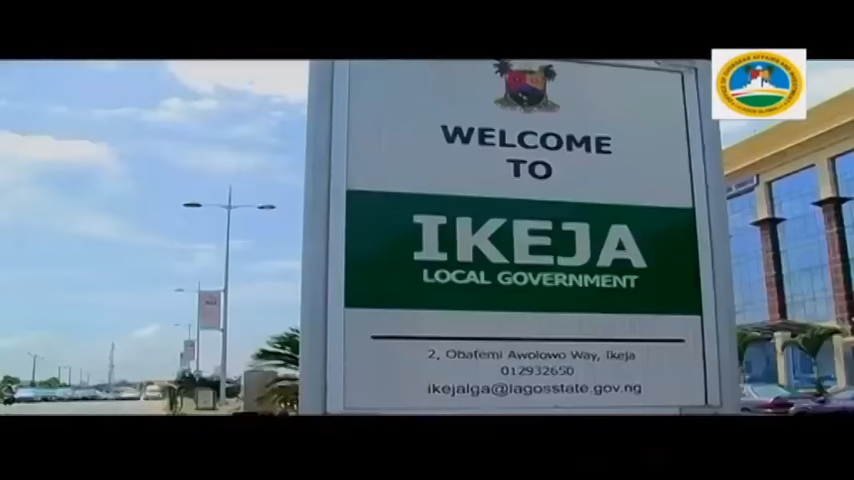 WELCOME
TO
IKEJA
LOCAL GOVERNMENT
2, Obafemi Awolowo Way, Ikeja
012932650
ikejalga@lagosstate.gov.ng